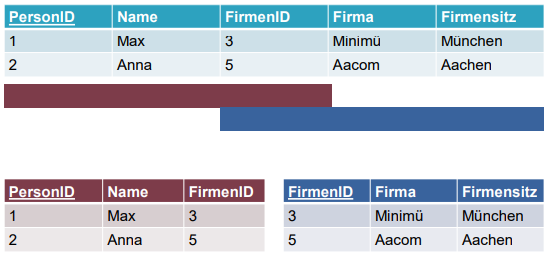 PersonID Name FirmenID Firma Firmensitz
1 Max 3 Minimü München
2 Anna 5 Aacom Aachen
PersonID Name FirmenID
1 Max 3
2 Anna 5
FirmenID Firma Firmensitz
3 Minimü München
5 Aacom Aachen